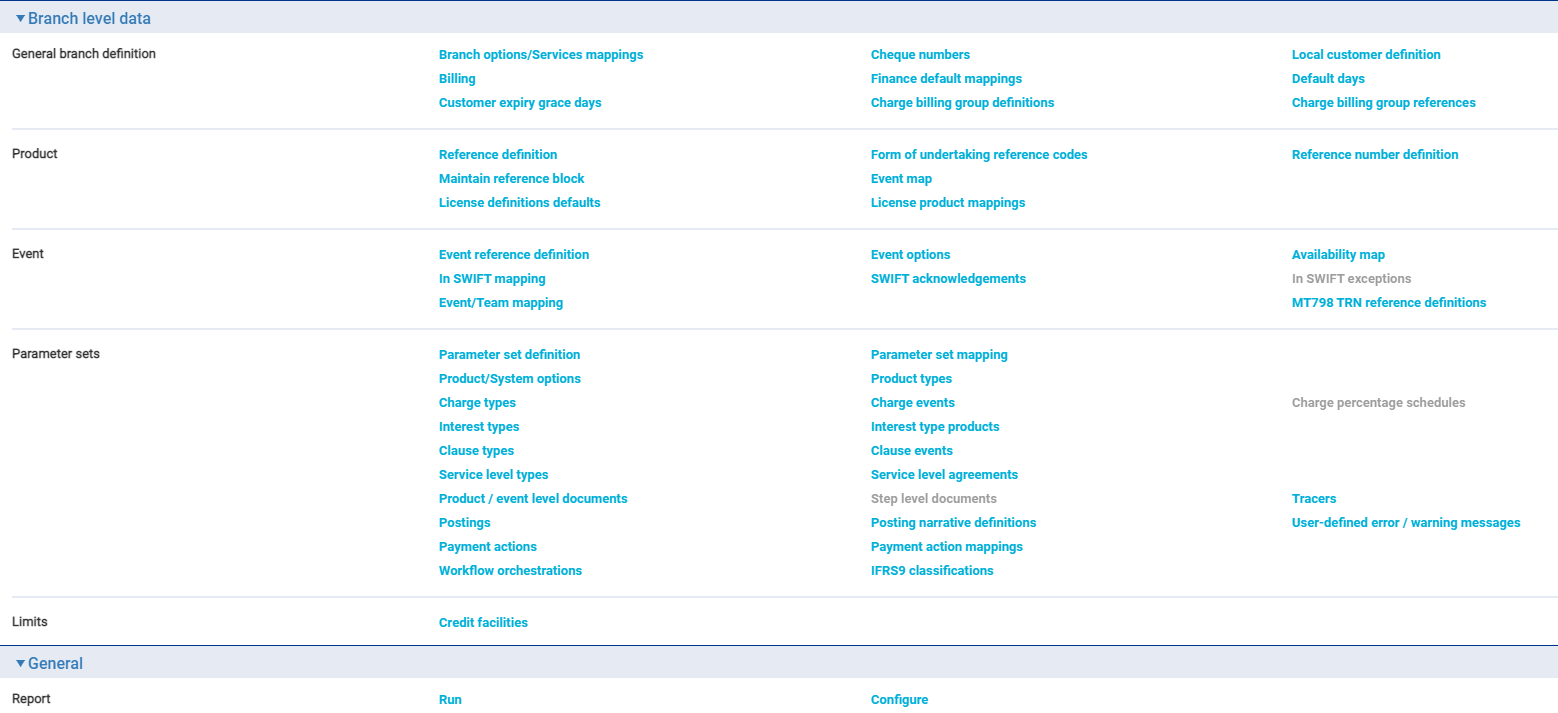 Branch level data
General branch definition
Branch options/Services mappings
Cheque numbers
Local customer definition
Billing
Finance default mappings
Default days
Customer expiry grace days
Charge billing group definitions
Charge billing group references
Product
Reference definition
Form of undertaking reference codes
Reference number definition
Maintain reference block
Event map
License definitions defaults
License product mappings
Event
Event reference definition
Event options
Availability map
In SWIFT mapping
SWIFT acknowledgements
In SWIFT exceptions
Event/Team mapping
MT798 TRN reference definitions
Parameter sets
Parameter set definition
Parameter set mapping
Product/System options
Product types
Charge types
Charge events
Charge percentage schedules
Interest types
Interest type products
Clause types
Clause events
Service level types
Service level agreements
Product / event level documents
Step level documents
Tracers
Postings
Posting narrative definitions
User-defined error / warning messages
Payment actions
Payment action mappings
Workflow orchestrations
IFRS9 classifications
Limits
Credit facilities
General
Report
Run
Configure